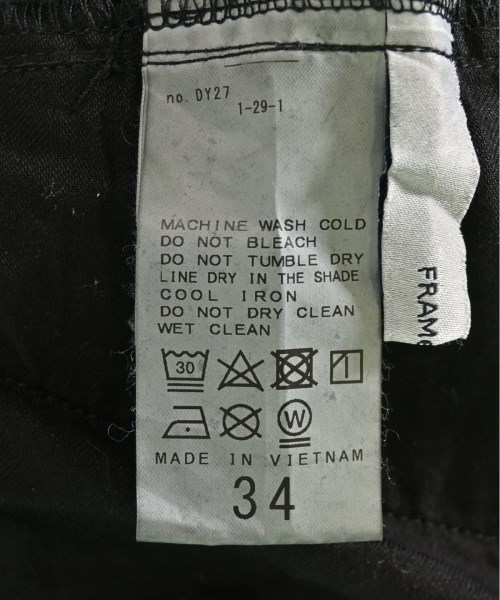 no. DY27
1-29-1
MACHINE WASH COLD
DO NOT BLEACH
DO NOT TUMBLE DRY
LINE DRY IN THE SHADE
COOL IRON
DO NOT DRY CLEAN
WET CLEAN
30
W
MADE IN VIETNAM
34
FRAM